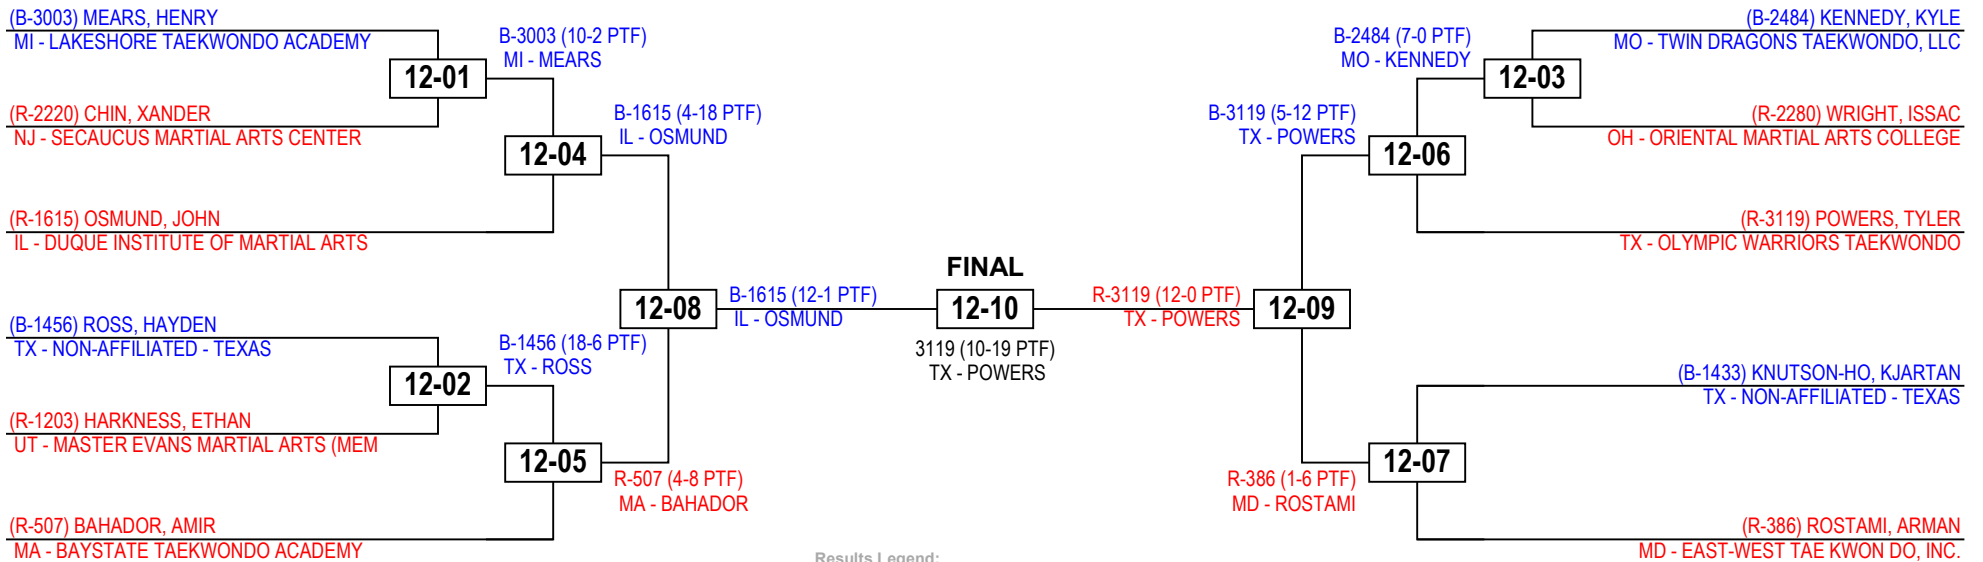 (B-3003) MEARS, HENRY
MI - LAKESHORE TAEKWONDO ACADEMY
(R-2220) CHIN, XANDER
NJ - SECAUCUS MARTIAL ARTS CENTER
(R-1615) OSMUND, JOHN
IL - DUQUE INSTITUTE OF MARTIAL ARTS
(B-1456) ROSS, HAYDEN
TX - NON-AFFILIATED - TEXAS
(R-1203) HARKNESS, ETHAN
UT - MASTER EVANS MARTIAL ARTS (MEM
(R-507) BAHADOR, AMIR
MA - BAYSTATE TAEKWONDO ACADEMY
12-01
B-3003 (10-2 PTF)
MI - MEARS
12-02
B-1456 (18-6 PTF)
TX - ROSS
12-04
B-1615 (4-18 PTF)
IL - OSMUND
12-05
R-507 (4-8 PTF)
MA - BAHADOR
12-08
B-1615 (12-1 PTF)
IL - OSMUND
FINAL
12-10
3119 (10-19 PTF)
TX - POWERS
R-3119 (12-0 PTF)
TX - POWERS
12-09
B-3119 (5-12 PTF)
TX - POWERS
12-06
R-386 (1-6 PTF)
MD - ROSTAMI
12-07
B-2484 (7-0 PTF)
MO - KENNEDY
12-03
(B-2484) KENNEDY, KYLE
MO - TWIN DRAGONS TAEKWONDO, LLC
(R-2280) WRIGHT, ISSAC
OH - ORIENTAL MARTIAL ARTS COLLEGE
(R-3119) POWERS, TYLER
TX - OLYMPIC WARRIORS TAEKWONDO
(B-1433) KNUTSON-HO, KJARTAN
TX - NON-AFFILIATED - TEXAS
(R-386) ROSTAMI, ARMAN
MD - EAST-WEST TAE KWON DO, INC.
Results Legend: